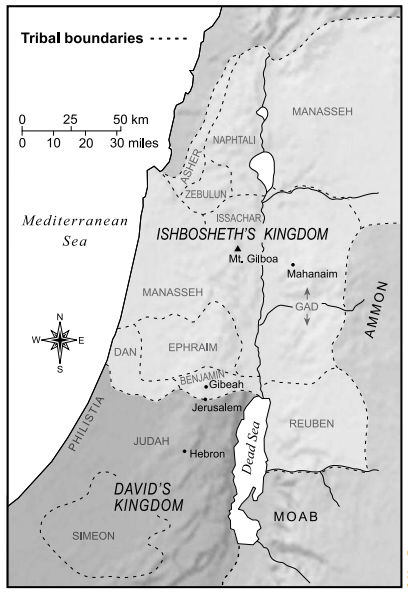 Tribal boundaries
0 25 50 km
0 10 20 30 miles
MANASSEH
NAPHTALI
ASHER
ZEBULUN
Mediterranean
Sea
ISSACHAR
ISHBOSHETH'S KINGDOM
Mt. Gilboa
Mahanaim
N
W E
S
MANASSEH
GAD
AMMON
DAN
EPHRAIM
BENJAMIN
Gibeah
Jerusalem
PHILISTIA
REUBEN
JUDAH
Hebron
Dead Sea
DAVID'S
KINGDOM
MOAB
SIMEON